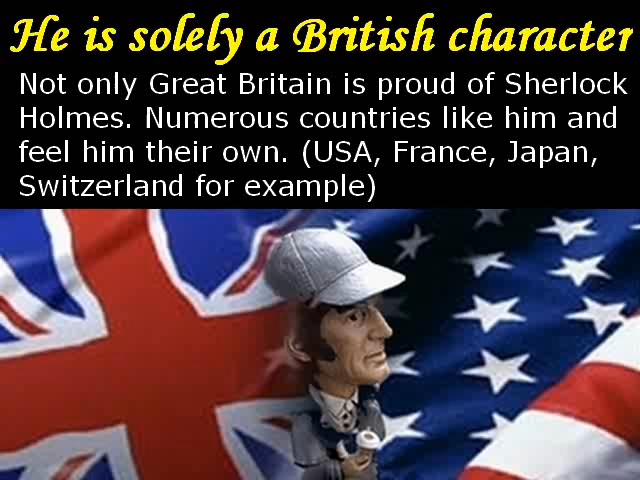 He is solely a British character
Not only Great Britain is proud of Sherlock
Holmes. Numerous countries like him and
feel him their own. (USA, France, Japan,
Switzerland for example)